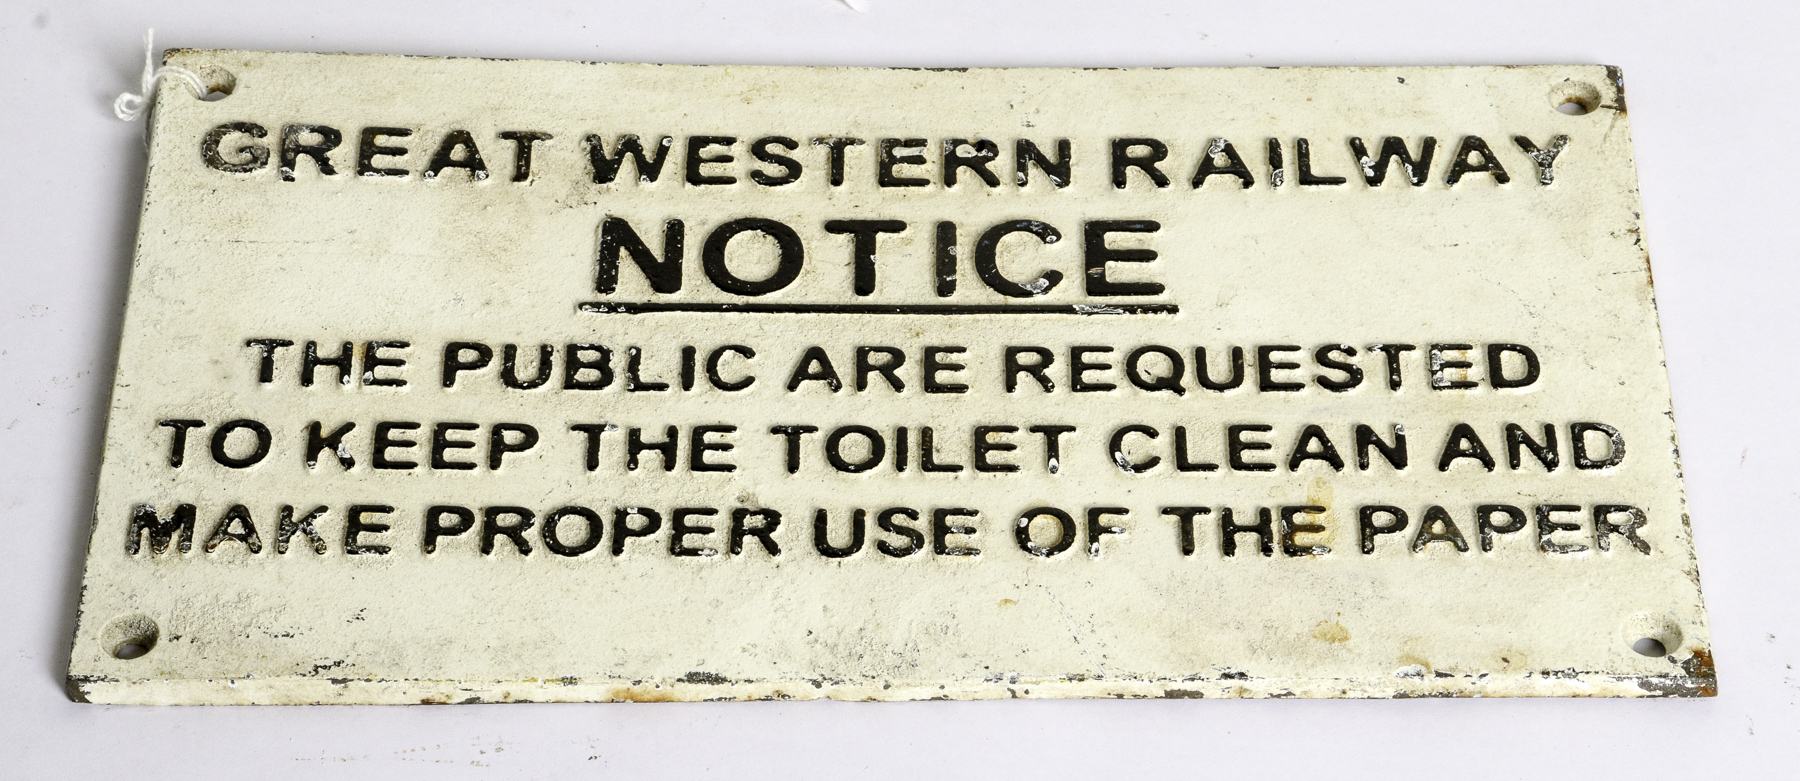 GREAT WESTERN RAILWAY
NOTICE
THE PUBLIC ARE REQUESTED
TO KEEP THE TOILET CLEAN AND
MAKE PROPER USE OF THE PAPER